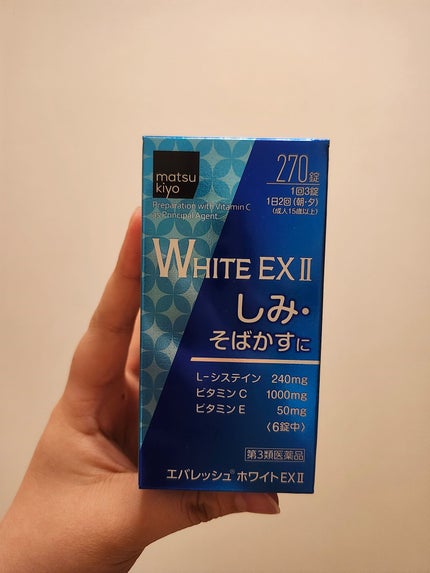 matsu
kiyo
Preparation with Vitamin C
as Principal Agent
270錠
1回3錠
1日2回(朝・夕)
(成人15歳以上)
WHITE EX II
しみ・
そばかすに
L-システイン 240mg
ビタミンC 1000mg
ビタミンE 50mg
〈6錠中〉
第3類医薬品
エバレッシュ®ホワイトEX II